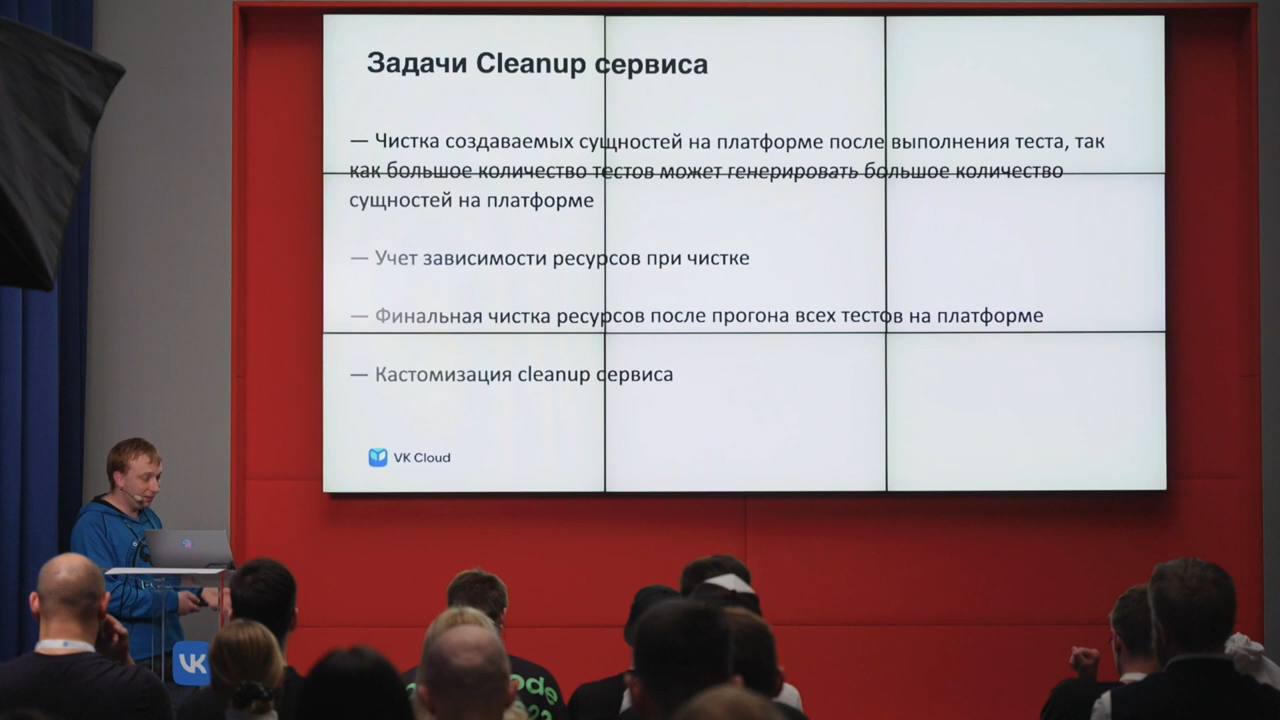 Задачи Cleanup сервиса
— Чистка создаваемых сущностей на платформе после выполнения теста, так
как большое количество тестов может генерировать большое количество
сущностей на платформе
— Учет зависимости ресурсов при чистке
— Финальная чистка ресурсов после прогона всех тестов на платформе
— Кастомизация cleanup сервиса
VK Cloud
VK